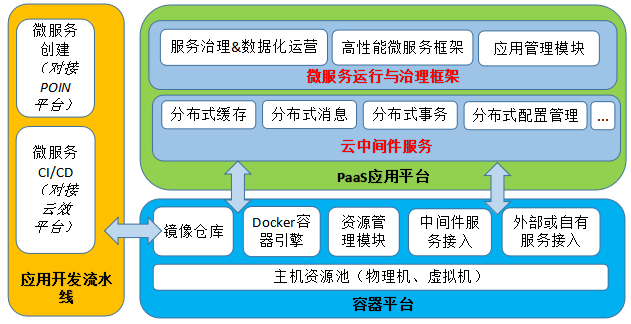 微服务
创建
（对接
POIN
平台）
微服务
CI/CD
（对接
云效
平台）
应用开发流水
线
服务治理&数据化运营
高性能微服务框架
应用管理模块
微服务运行与治理框架
分布式缓存
分布式消息
分布式事务
分布式配置管理
...
云中间件服务
PaaS应用平台
镜像仓库
Docker容
器引擎
资源管
理模块
中间件服
务接入
外部或自有
服务接入
主机资源池（物理机、虚拟机）
容器平台